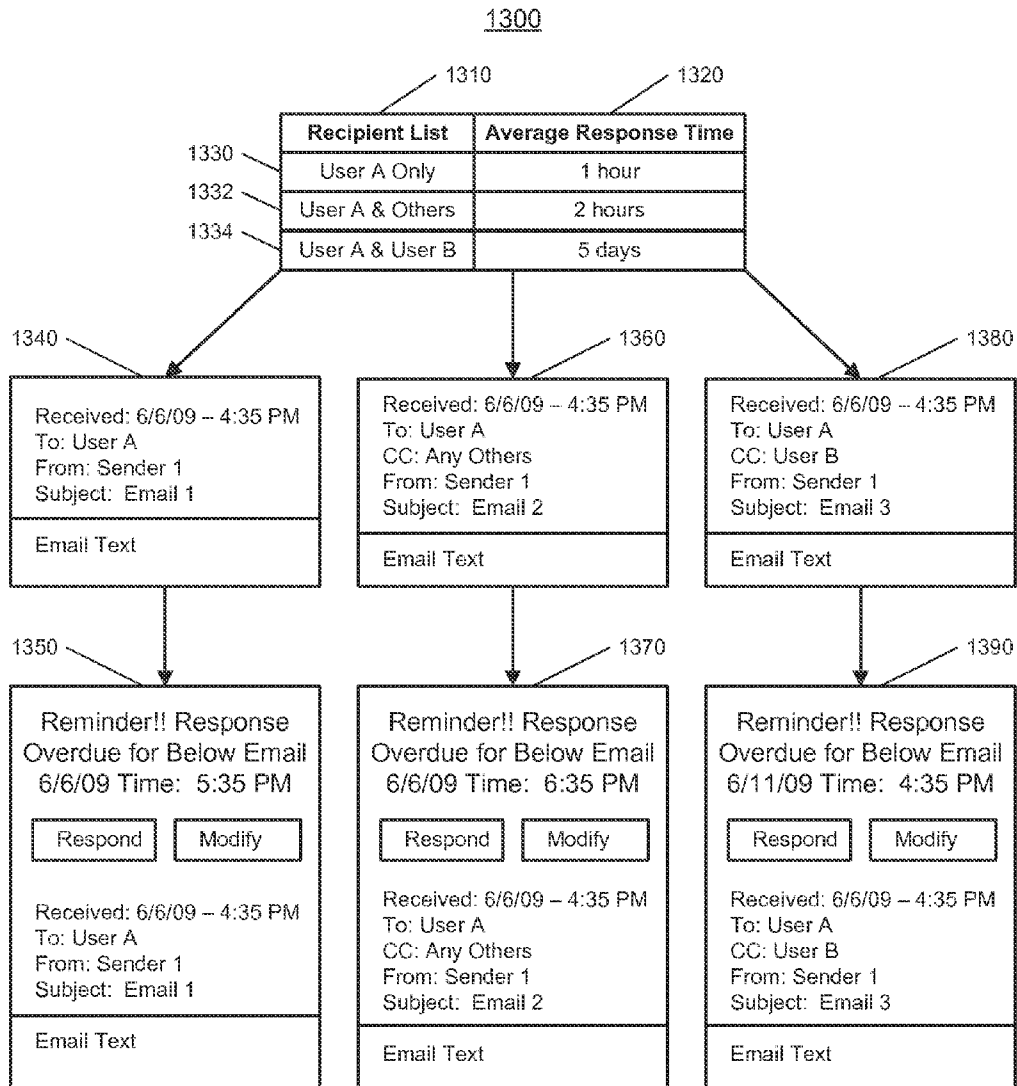 1300
1310
1320
Recipient List
Average Response Time
1330
User A Only
1 hour
1332
User A & Others
2 hours
1334
User A & User B
5 days
1340
Received: 6/6/09 – 4:35 PM
To: User A
From: Sender 1
Subject: Email 1
Email Text
1360
Received: 6/6/09 – 4:35 PM
To: User A
CC: Any Others
From: Sender 1
Subject: Email 2
Email Text
1380
Received: 6/6/09 – 4:35 PM
To: User A
CC: User B
From: Sender 1
Subject: Email 3
Email Text
1350
Reminder!! Response
Overdue for Below Email
6/6/09 Time: 5:35 PM
Respond
Modify
Received: 6/6/09 – 4:35 PM
To: User A
From: Sender 1
Subject: Email 1
Email Text
1370
Reminder!! Response
Overdue for Below Email
6/6/09 Time: 6:35 PM
Respond
Modify
Received: 6/6/09 – 4:35 PM
To: User A
CC: Any Others
From: Sender 1
Subject: Email 2
Email Text
1390
Reminder!! Response
Overdue for Below Email
6/11/09 Time: 4:35 PM
Respond
Modify
Received: 6/6/09 – 4:35 PM
To: User A
CC: User B
From: Sender 1
Subject: Email 3
Email Text